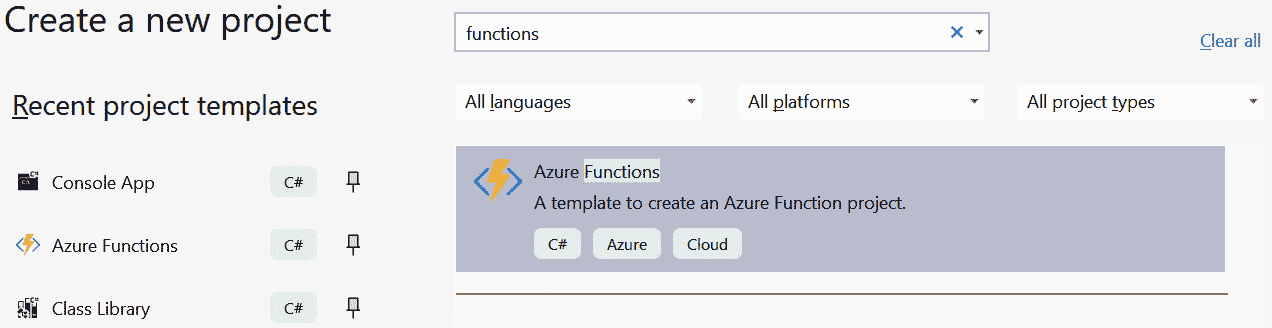 Create a new project
functions
Clear all
Recent project templates
All languages
All platforms
All project types
Console App
C#
Azure Functions
C#
Class Library
C#
Azure Functions
A template to create an Azure Function project.
C#
Azure
Cloud